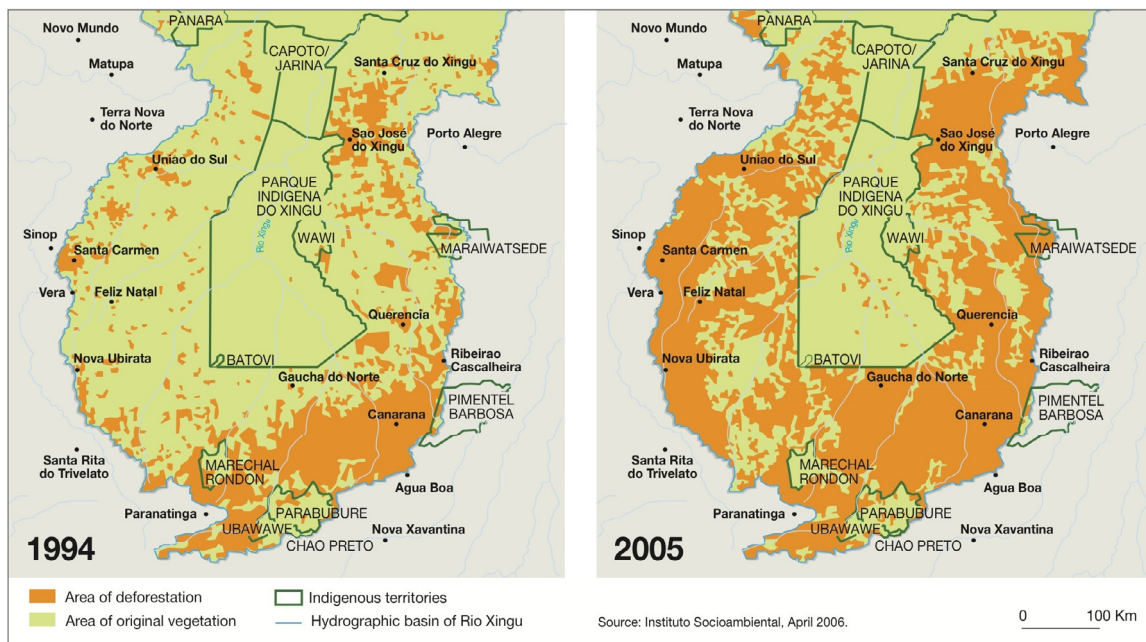 PANARA
Novo Mundo
CAPOTO/
JARINA
Matupa
Santa Cruz do Xingu
Terra Nova
do Norte
Sao José
do Xingu
Porto Alegre
Uniao do Sul
PARQUE
INDIGENA
DO XINGU
Rio Xingu
Sinop
WAWI
MARAIWATSEDE
Santa Carmen
Vera
Feliz Natal
Querencia
Nova Ubirata
BATOVI
Ribeirao
Cascalheira
Gaucha do Norte
PIMENTEL
BARBOSA
Canarana
Santa Rita
do Trivelato
MARECHAL
RONDON
Agua Boa
Paranatinga
PARABUBURE
UBAWAWE
Nova Xavantina
CHAO PRETO
1994
PANARA
Novo Mundo
CAPOTO/
JARINA
Matupa
Santa Cruz do Xingu
Terra Nova
do Norte
Sao José
do Xingu
Porto Alegre
Uniao do Sul
PARQUE
INDIGENA
DO XINGU
Rio Xingu
Sinop
WAWI
MARAIWATSEDE
Santa Carmen
Vera
Feliz Natal
Querencia
Nova Ubirata
BATOVI
Ribeirao
Cascalheira
Gaucha do Norte
PIMENTEL
BARBOSA
Canarana
Santa Rita
do Trivelato
MARECHAL
RONDON
Agua Boa
Paranatinga
PARABUBURE
UBAWAWE
Nova Xavantina
CHAO PRETO
2005
Area of deforestation
Indigenous territories
Area of original vegetation
Hydrographic basin of Rio Xingu
Source: Instituto Socioambiental, April 2006.
0 100 Km